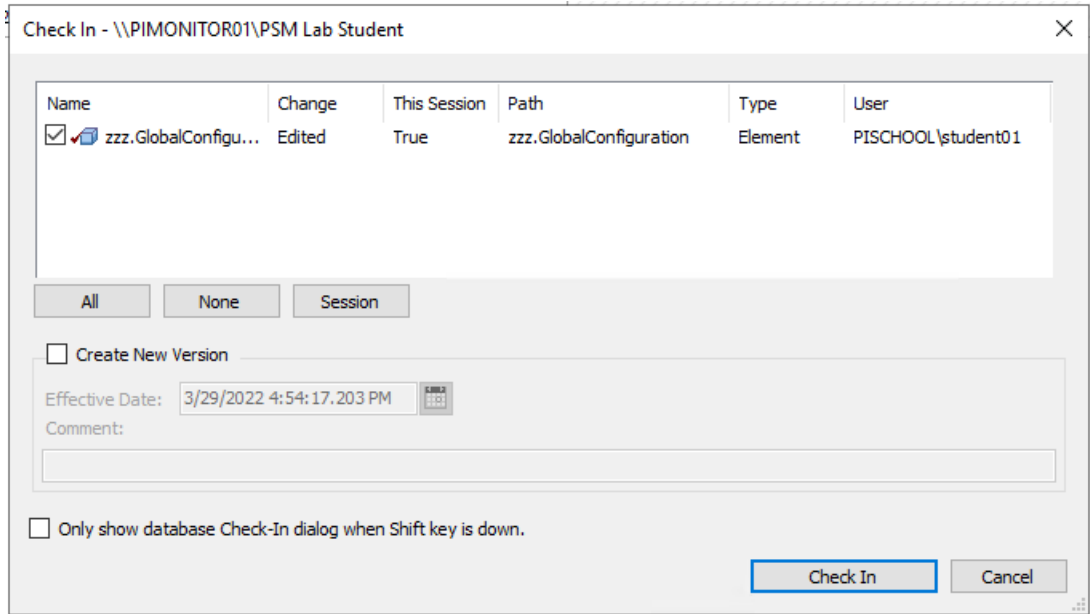 Check In - \\PIMONITOR01\PSM Lab Student
Name Change This Session Path Type User
zzz.GlobalConfigu... Edited True zzz.GlobalConfiguration Element PISCHOOL\student01
All None Session
Create New Version
Effective Date: 3/29/2022 4:54:17.203 PM
Comment:
Only show database Check-In dialog when Shift key is down.
Check In Cancel